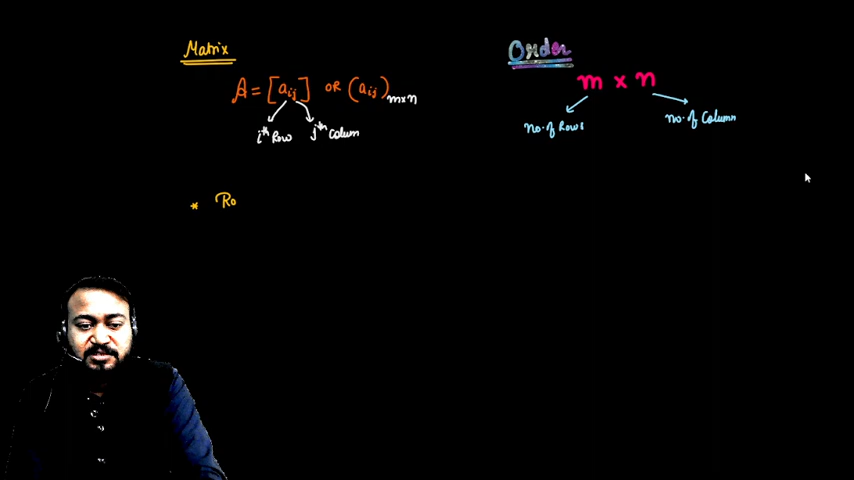 Matrix
A = [aij] OR (aij)m×n
ith Row jth Column
Order
m × n
no. of Rows
no. of Column
* Ro